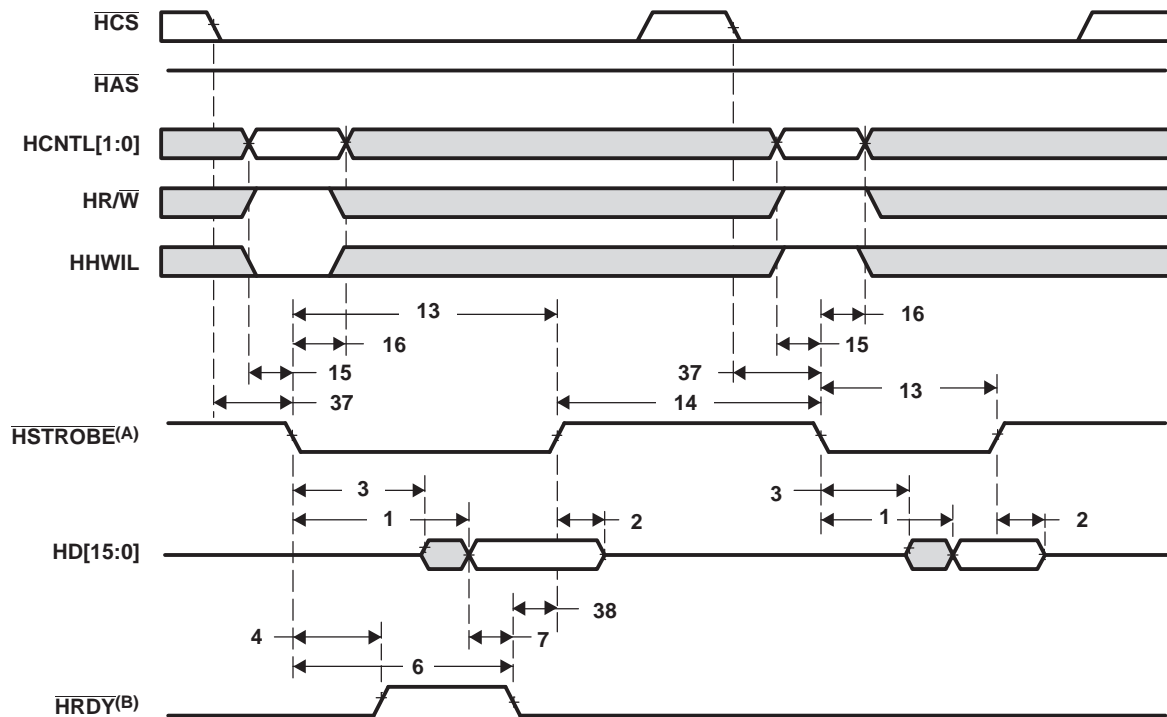 HCS
HAS
HCNTL[1:0]
HR/W
HHWIL
13
16
16
15
15
37
37
13
14
HSTROBE(A)
3
3
1
1
2
2
HD[15:0]
38
4
7
6
HRDY(B)